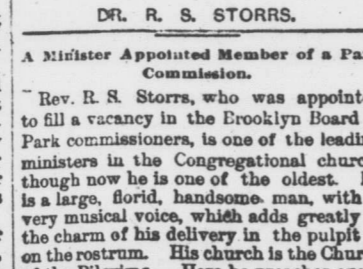 DR. R. S. STORRS.
A Minister Appointed Member of a Pa
Commission.
Rev. R. S. Storrs, who was appoint
to fill a vacancy in the Brooklyn Board
Park commissioners, is one of the leadin
ministers in the Congregational churc
though now he is one of the oldest.
is a large, florid, handsome man, with
very musical voice, which adds greatly
the charm of his delivery in the pulpit
on the rostrum. His church is the Chur